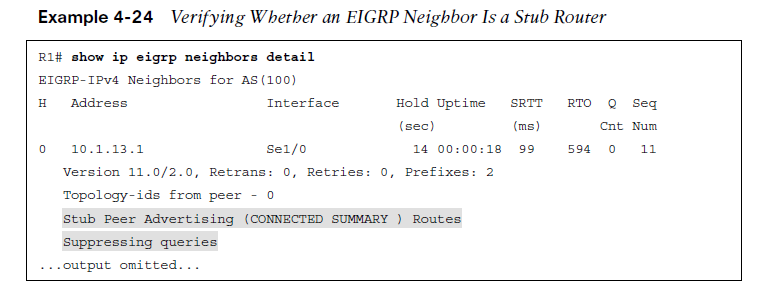 Example 4-24 Verifying Whether an EIGRP Neighbor Is a Stub Router
R1# show ip eigrp neighbors detail
EIGRP-IPv4 Neighbors for AS(100)
H Address Interface Hold Uptime SRTT RTO Q Seq
(sec) (ms) Cnt Num
0 10.1.13.1 Se1/0 14 00:00:18 99 594 0 11
Version 11.0/2.0, Retrans: 0, Retries: 0, Prefixes: 2
Topology-ids from peer - 0
Stub Peer Advertising (CONNECTED SUMMARY ) Routes
Suppressing queries
...output omitted...